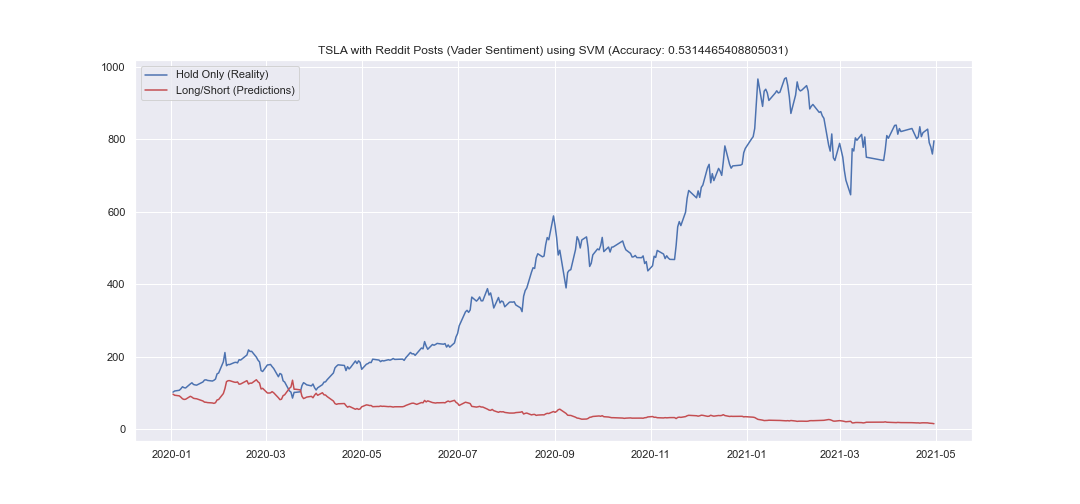 TSLA with Reddit Posts (Vader Sentiment) using SVM (Accuracy: 0.5314465408805031)
Hold Only (Reality)
Long/Short (Predictions)
1000
800
600
400
200
0
2020-01 2020-03 2020-05 2020-07 2020-09 2020-11 2021-01 2021-03 2021-05